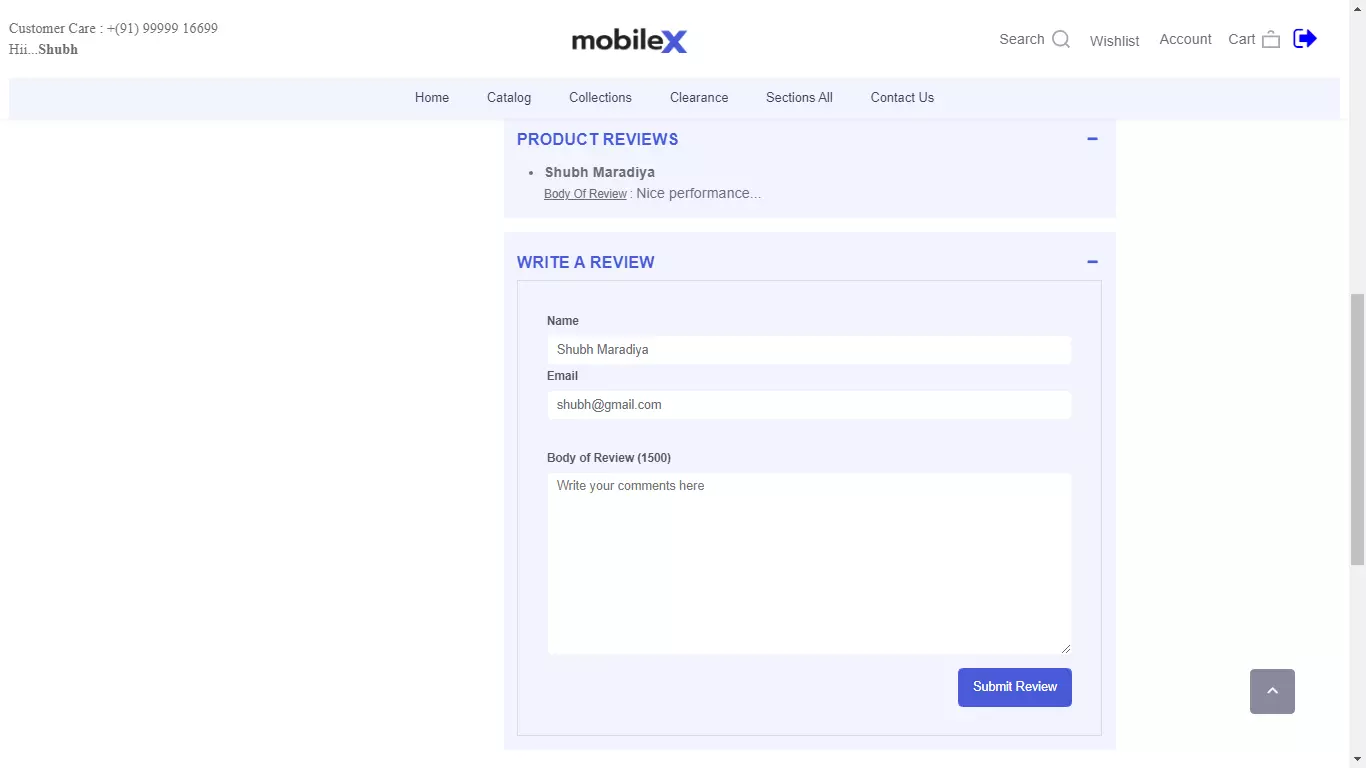 Customer Care : +(91) 99999 16699
Hii...Shubh
mobileX
Search
Wishlist
Account
Cart
Home
Catalog
Collections
Clearance
Sections All
Contact Us
PRODUCT REVIEWS
Shubh Maradiya
Body Of Review : Nice performance...
WRITE A REVIEW
Name
Shubh Maradiya
Email
shubh@gmail.com
Body of Review (1500)
Write your comments here
Submit Review